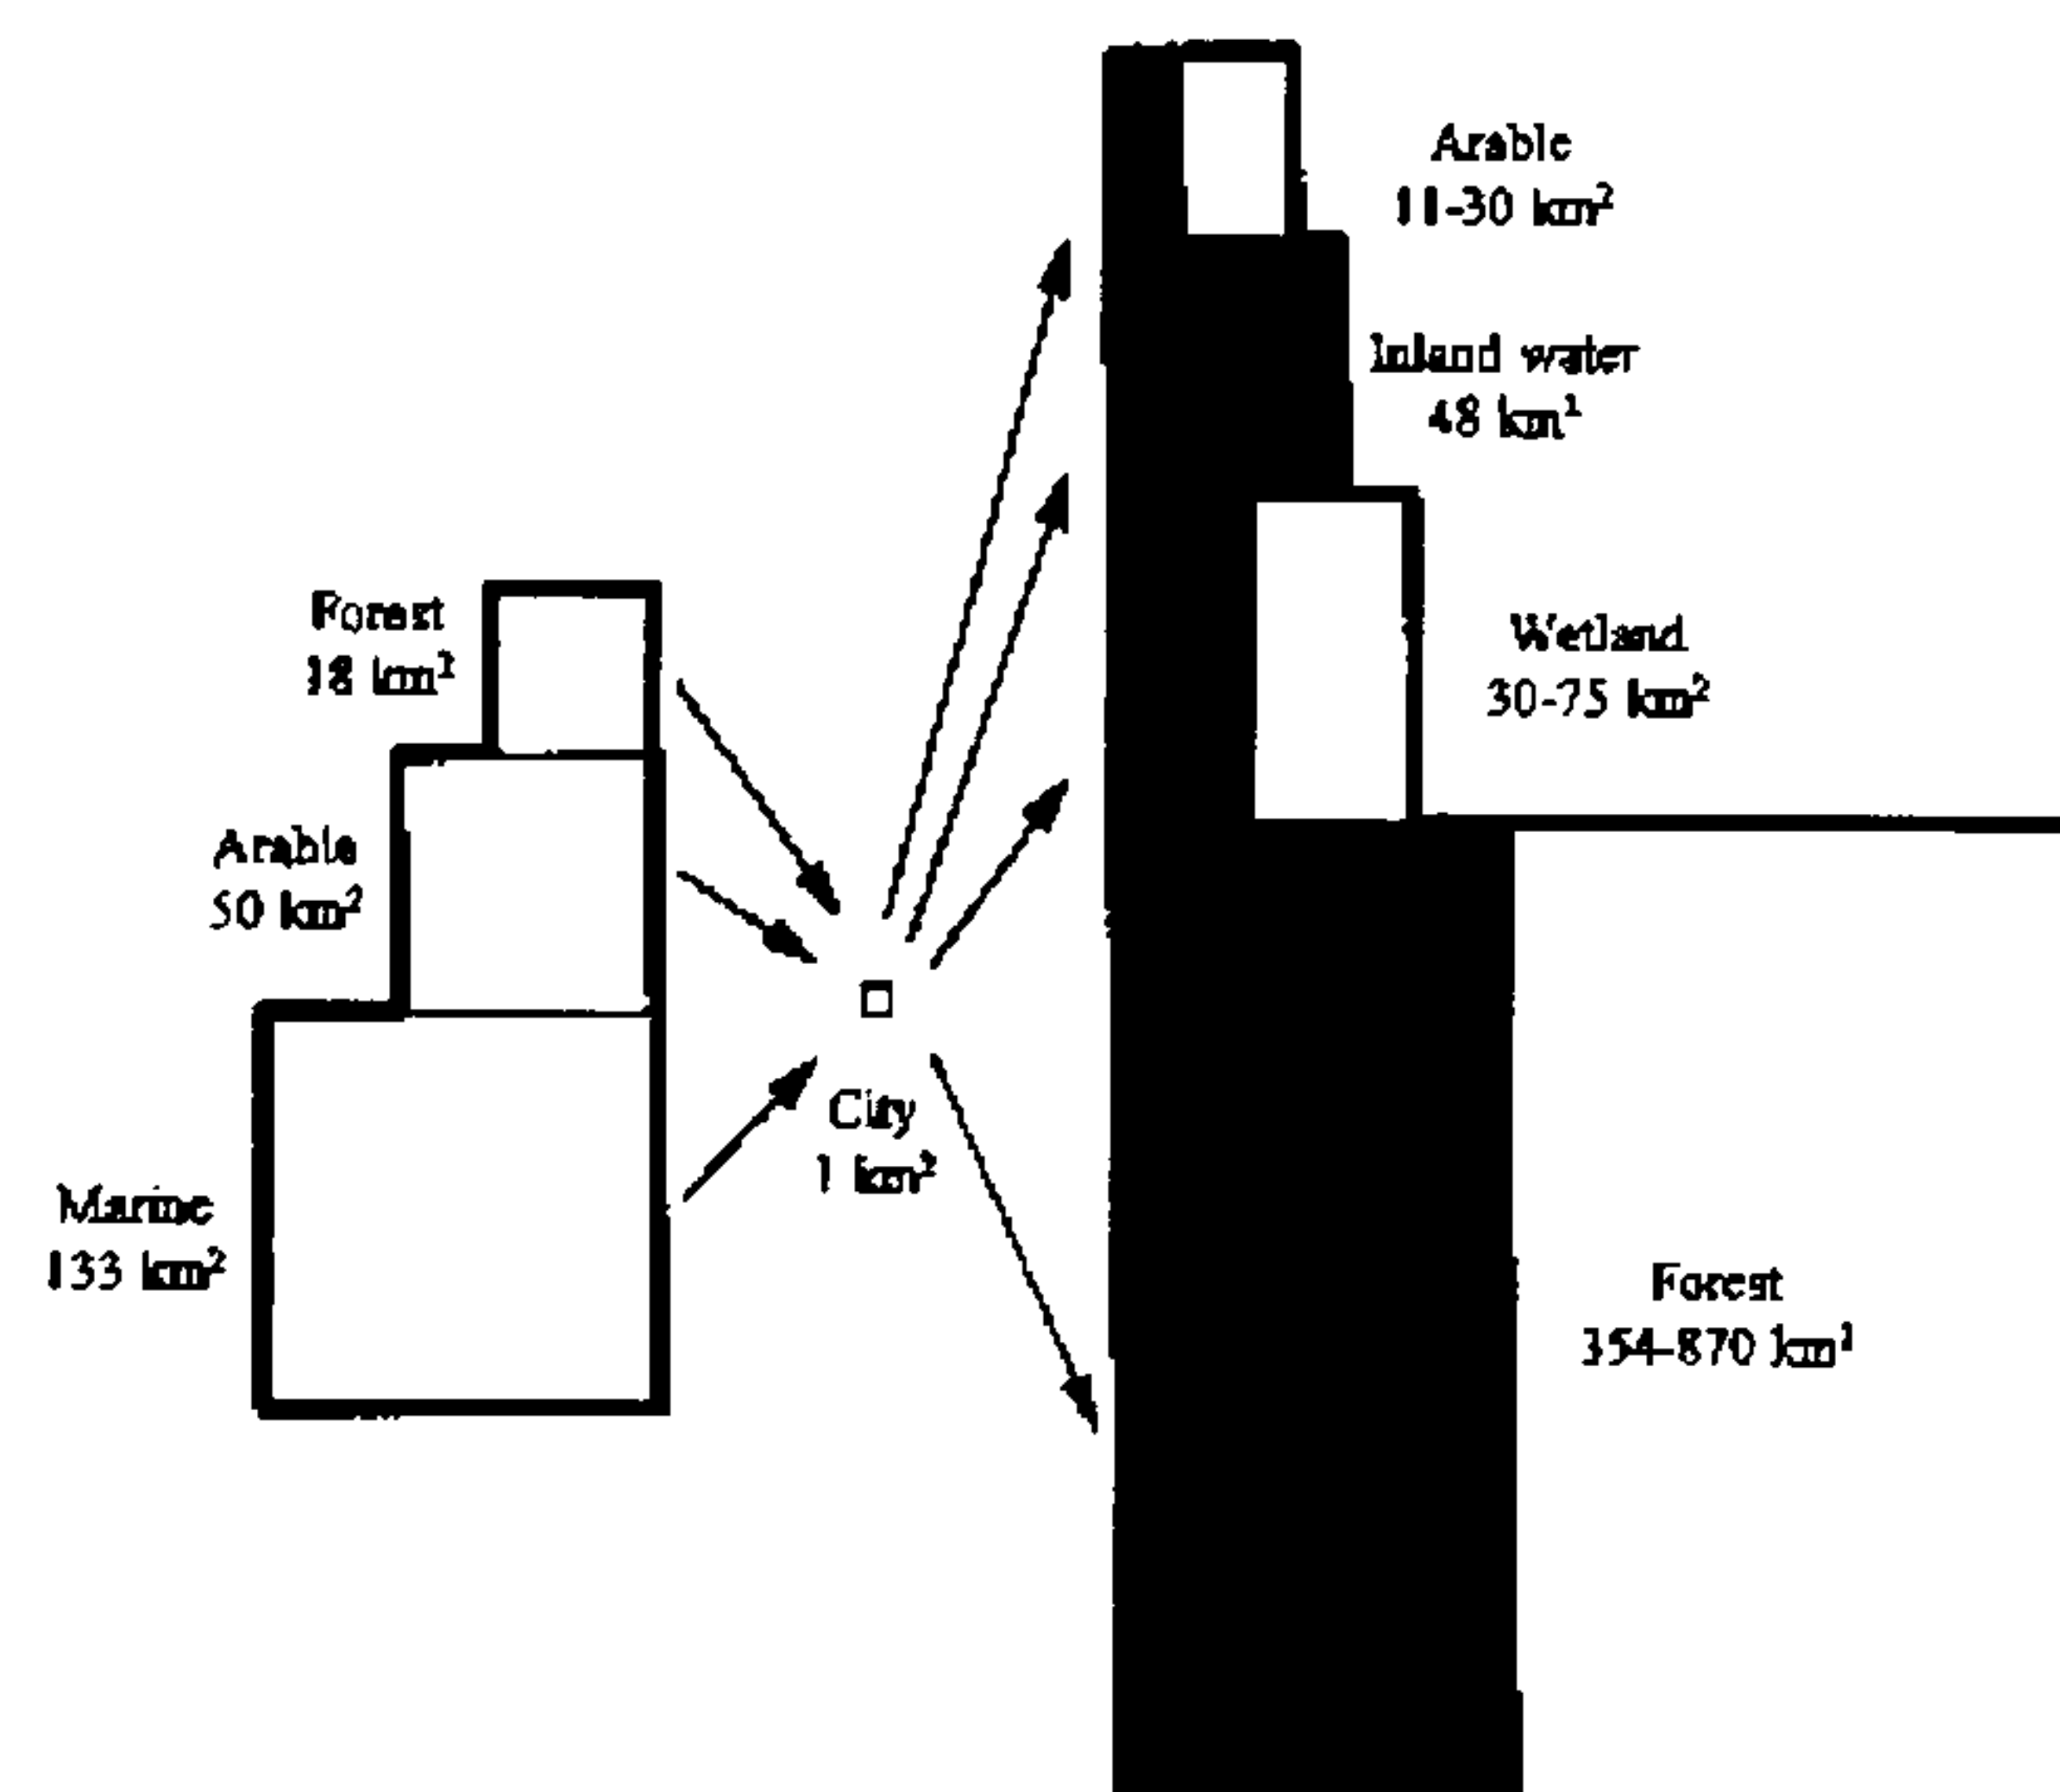 Arable
11-30 km²
Inland water
48 km²
Forest
18 km²
Wetland
30-75 km²
Arable
50 km²
City
1 km²
Marine
133 km²
Forest
354-870 km²